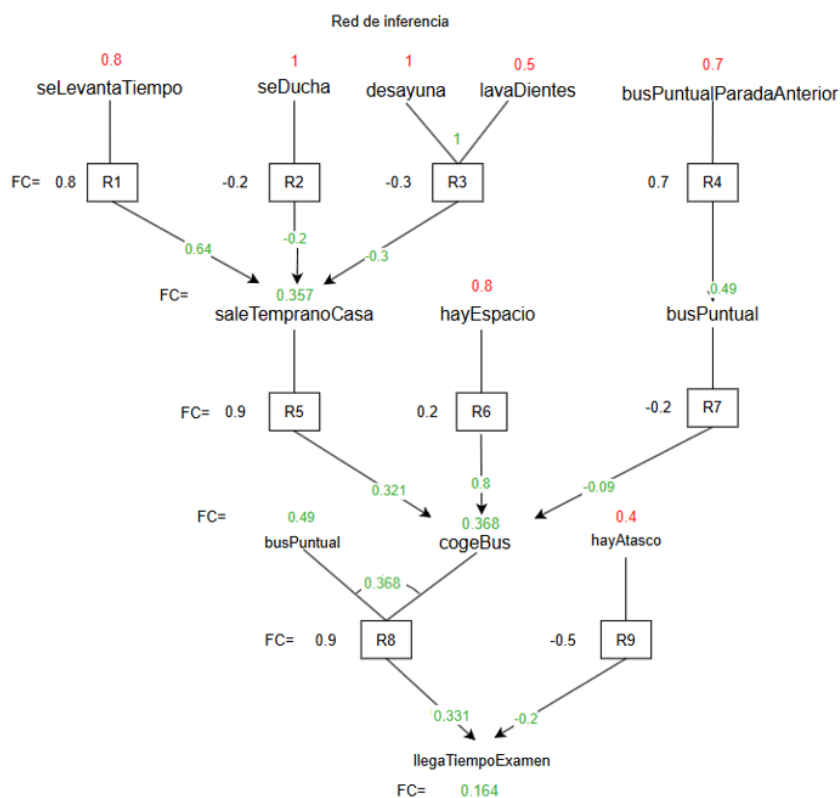 Red de inferencia
0.8 1 1 0.5 0.7
seLevantaTiempo seDucha desayuna lavaDientes busPuntualParadaAnterior
1
FC= 0.8 R1 -0.2 R2 -0.3 R3 0.7 R4
0.64 -0.2 -0.3
FC= 0.357 0.8 0.49
saleTempranoCasa hayEspacio busPuntual
FC= 0.9 R5 0.2 R6 -0.2 R7
0.321 0.8 -0.09
FC= 0.49 0.368 0.4
busPuntual cogeBus hayAtasco
0.368
FC= 0.9 R8 -0.5 R9
0.331 -0.2
llegaTiempoExamen
FC= 0.164